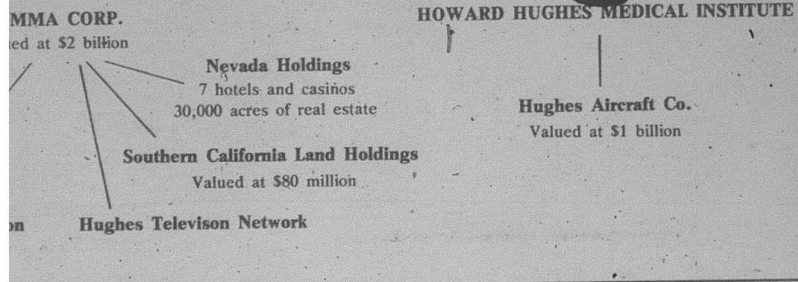 MMA CORP.
ed at $2 billion
Nevada Holdings
7 hotels and casinos
30,000 acres of real estate
Southern California Land Holdings
Valued at $80 million
on
Hughes Televison Network
HOWARD HUGHES MEDICAL INSTITUTE
Hughes Aircraft Co.
Valued at $1 billion